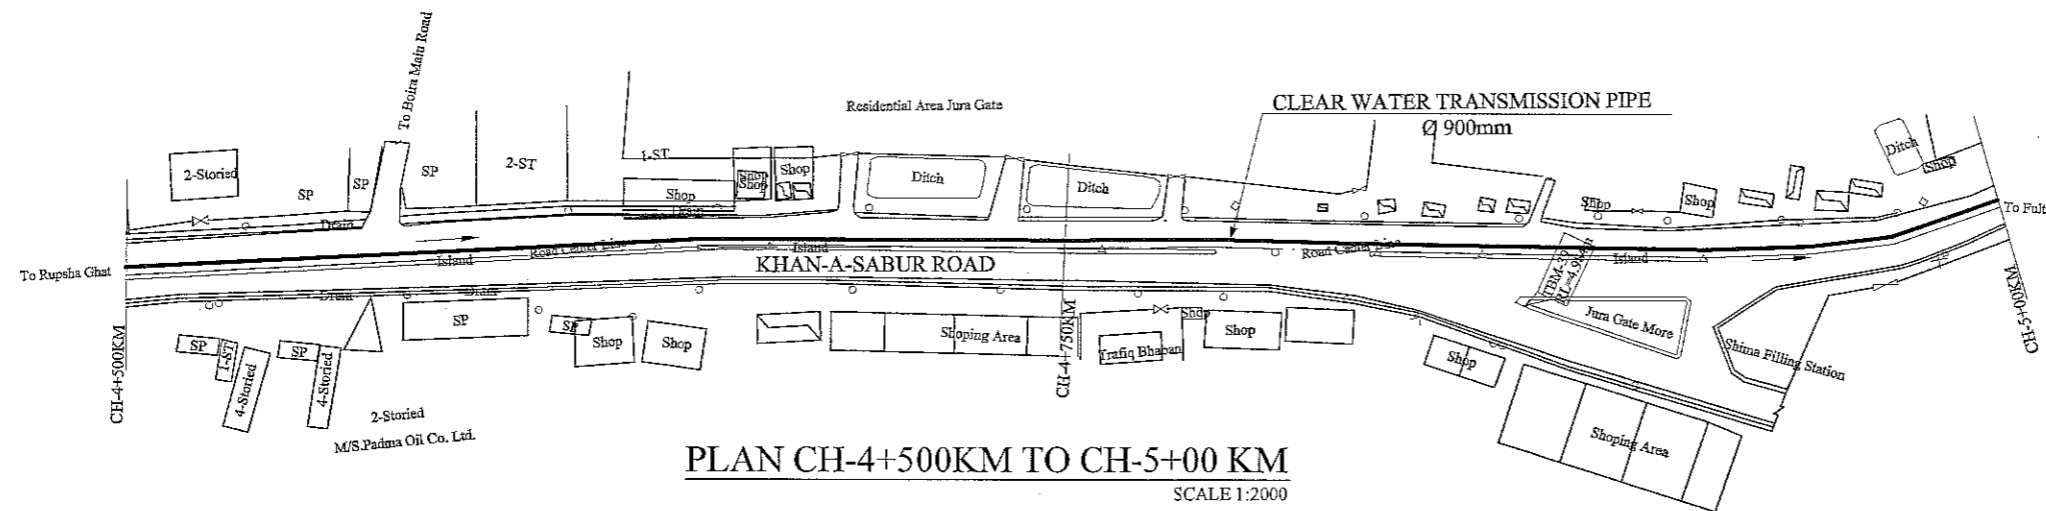 To Boira Main Road
Residential Area Jura Gate
CLEAR WATER TRANSMISSION PIPE
Ø 900mm
2-Storied
SP
SP
SP
2-ST
1-ST
Shop
Shop
Shop
Shop
Ditch
Ditch
Shop
Shop
Ditch
Shop
Drain
Road Center Line
Island
Island
Road Center Line
Island
To Rupsha Ghat
KHAN-A-SABUR ROAD
To Fult
TBM-39
Drain
Drain
SP
SP
Shop
Shop
Shoping Area
CH-4+750KM
Trafiq Bhaban
Shop
Shop
Jura Gate More
Shima Filling Station
CH-5+00KM
CH-4+500KM
SP
1-ST
4-Storied
SP
4-Storied
Shop
Shoping Area
2-Storied
M/S.Padma Oil Co. Ltd.
PLAN CH-4+500KM TO CH-5+00 KM
SCALE 1:2000